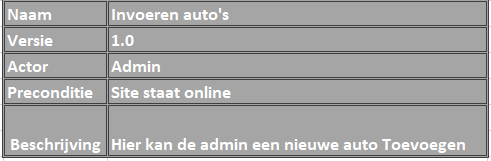 Naam Invoeren auto's
Versie 1.0
Actor Admin
Preconditie Site staat online
Beschrijving Hier kan de admin een nieuwe auto Toevoegen